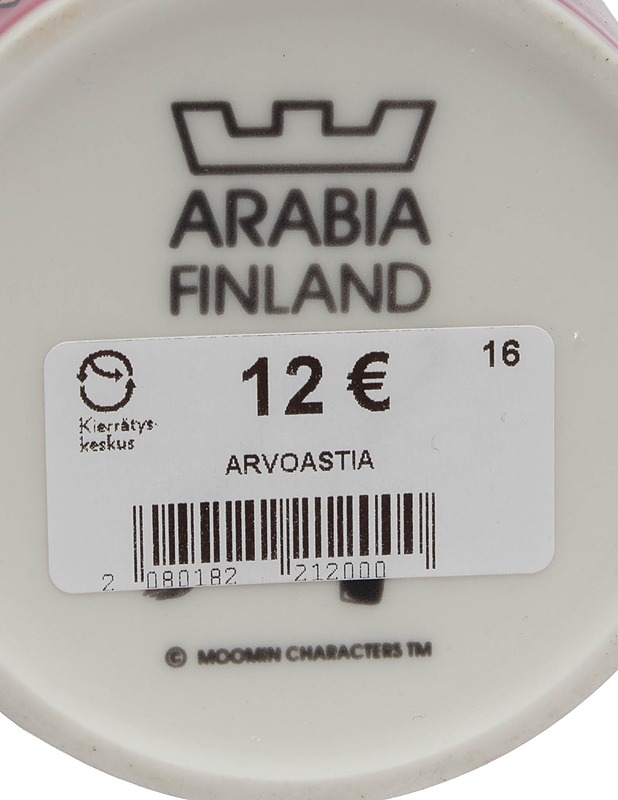 ARABIA
FINLAND
16
12 €
Kierrätys-
keskus
ARVOASTIA
2 080182 212000
© MOOMIN CHARACTERS TM